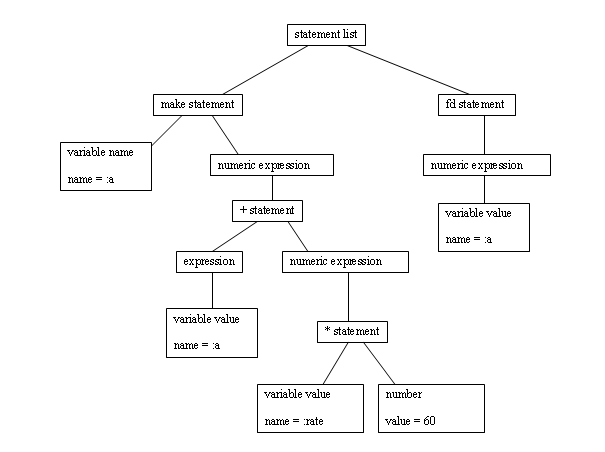 statement list
make statement
fd statement
variable name
name = :a
numeric expression
numeric expression
+ statement
variable value
name = :a
expression
numeric expression
variable value
name = :a
* statement
variable value
name = :rate
number
value = 60